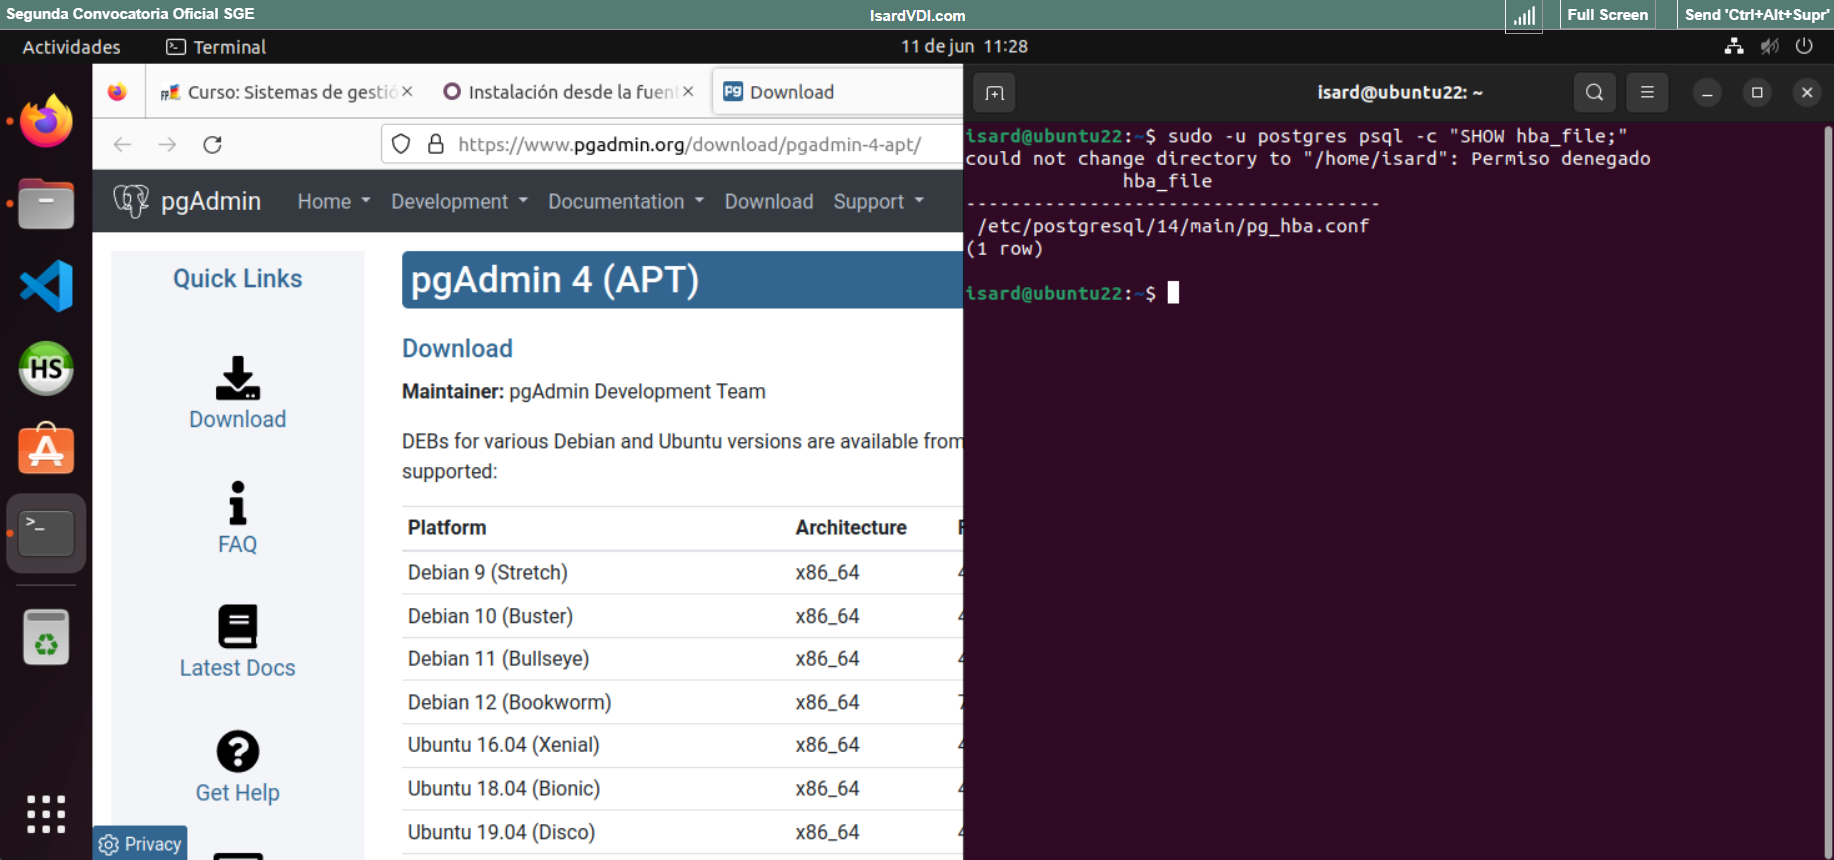 Segunda Convocatoria Oficial SGE
IsardVDI.com
Full Screen
Send 'Ctrl+Alt+Supr'
Actividades
Terminal
11 de jun 11:28
Curso: Sistemas de gestió
Instalación desde la fuen
Pg Download
https://www.pgadmin.org/download/pgadmin-4-apt/
pgAdmin
Home
Development
Documentation
Download
Support
Quick Links
Download
FAQ
Latest Docs
Get Help
Privacy
HS
pgAdmin 4 (APT)
Download
Maintainer: pgAdmin Development Team
DEBs for various Debian and Ubuntu versions are available from
supported:
Platform Architecture
Debian 9 (Stretch) x86_64
Debian 10 (Buster) x86_64
Debian 11 (Bullseye) x86_64
Debian 12 (Bookworm) x86_64
Ubuntu 16.04 (Xenial) x86_64
Ubuntu 18.04 (Bionic) x86_64
Ubuntu 19.04 (Disco) x86_64
isard@ubuntu22: ~
isard@ubuntu22:~$ sudo -u postgres psql -c "SHOW hba_file;"
could not change directory to "/home/isard": Permiso denegado
hba_file
-------------------------------------
/etc/postgresql/14/main/pg_hba.conf
(1 row)
isard@ubuntu22:~$